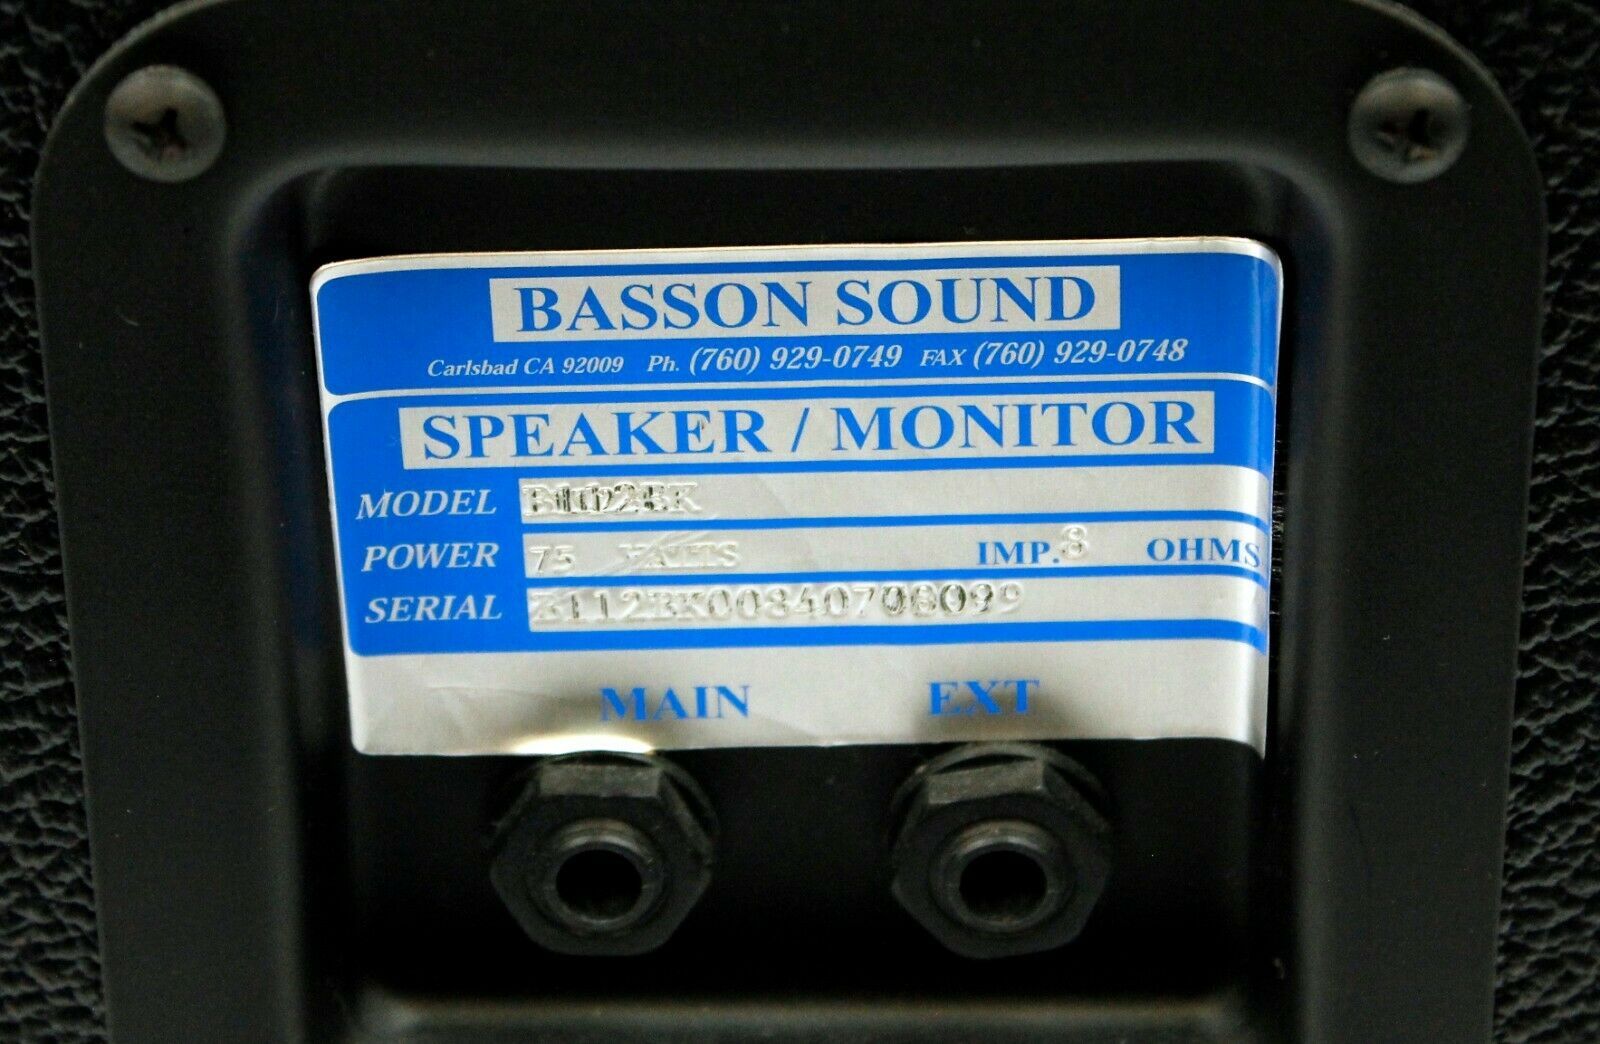 BASSON SOUND
Carlsbad CA 92009 Ph. (760) 929-0749 FAX (760) 929-0748
SPEAKER / MONITOR
MODEL
POWER 75 WATTS IMP. 8 OHMS
SERIAL
MAIN EXT